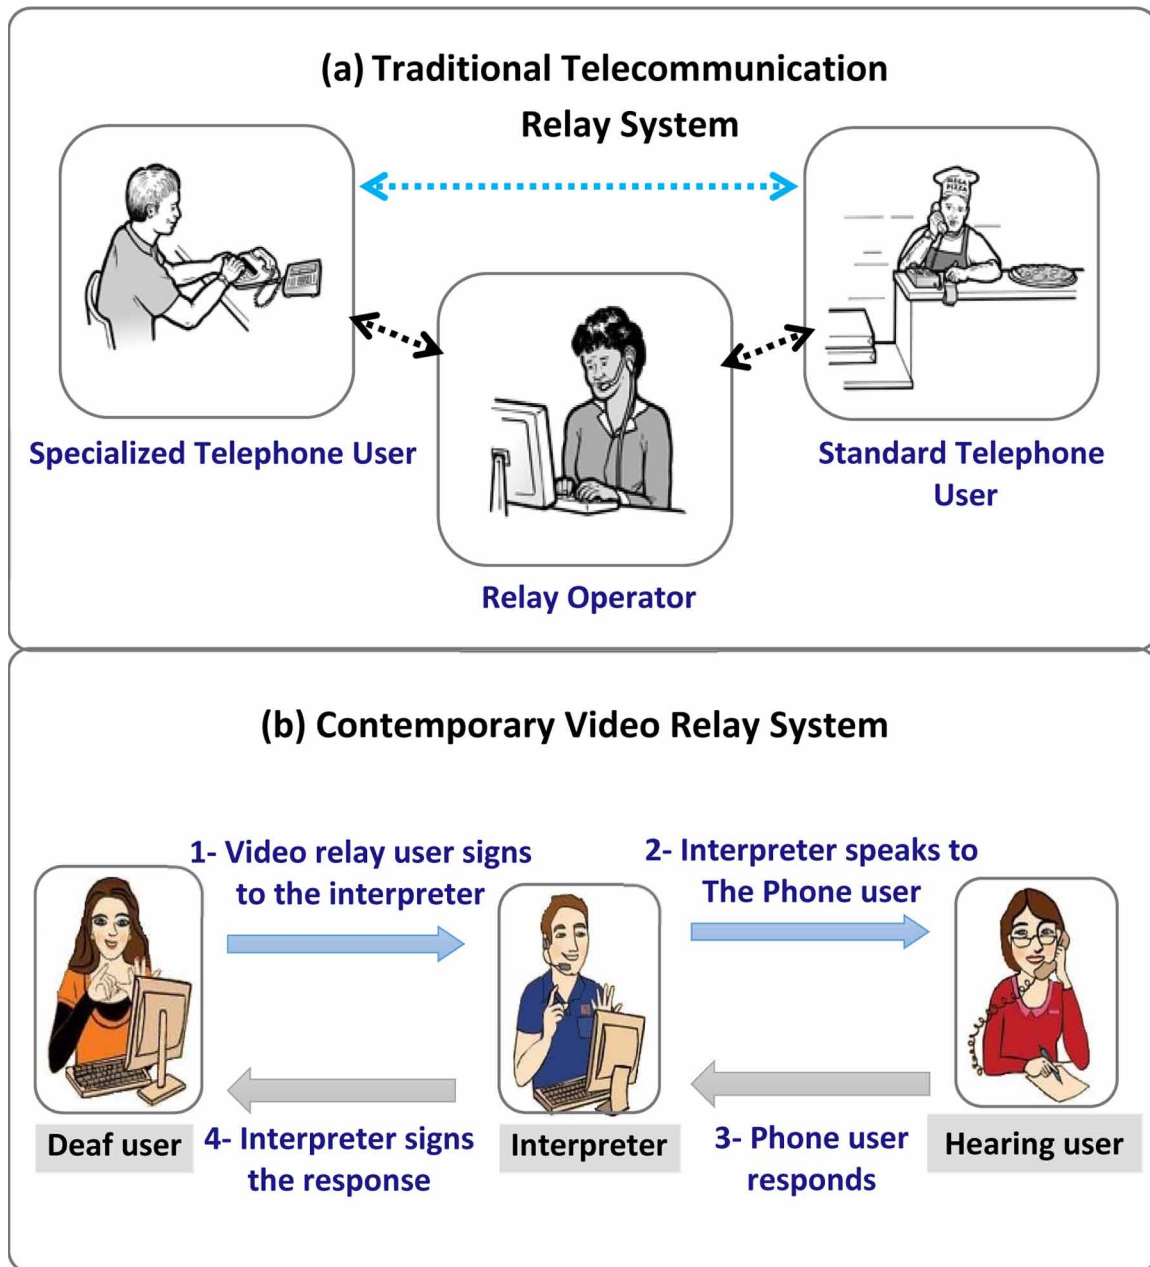 (a) Traditional Telecommunication
Relay System
MEGA
PIZZA
Specialized Telephone User
Standard Telephone
User
Relay Operator
(b) Contemporary Video Relay System
1- Video relay user signs
to the interpreter
2- Interpreter speaks to
The Phone user
Deaf user
4- Interpreter signs
the response
Interpreter
3- Phone user
responds
Hearing user